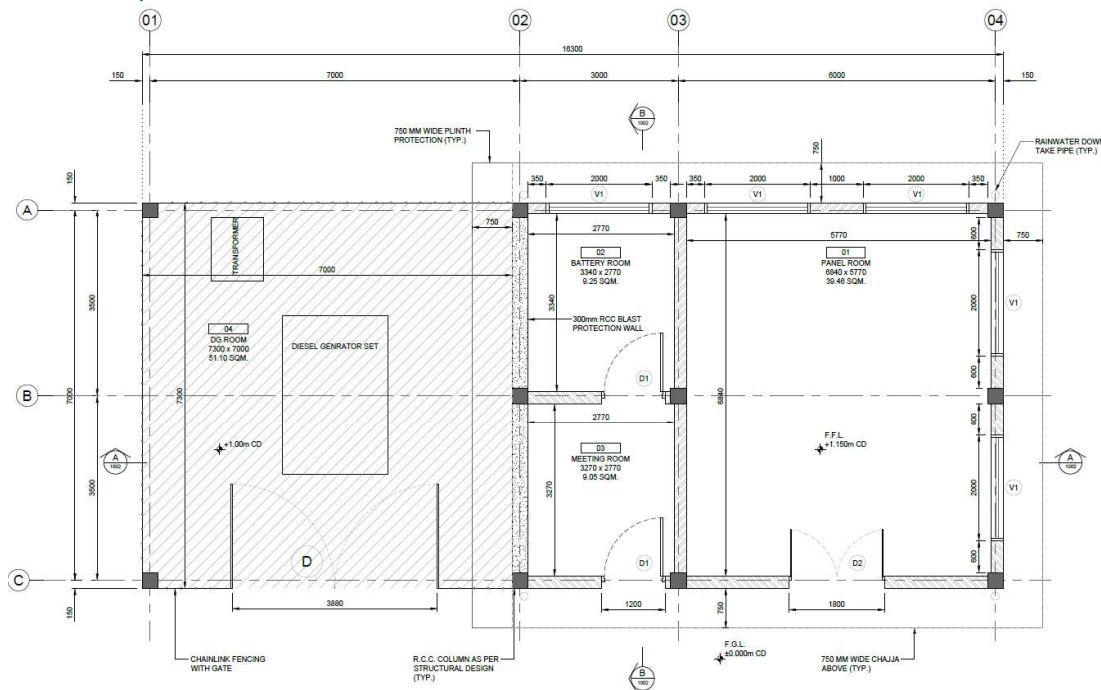 01
02
03
04
16300
150
7000
3000
6000
150
B
1002
750 MM WIDE PLINTH
PROTECTION (TYP.)
RAINWATER DOWN
TAKE PIPE (TYP.)
750
150
350
2000
350
350
2000
1000
2000
350
V1
V1
V1
A
TRANSFORMER
750
2770
5770
600
750
02
BATTERY ROOM
3340 x 2770
9.25 SQM.
01
PANEL ROOM
6840 x 5770
39.46 SQM.
7000
3500
3340
2000
V1
300mm RCC BLAST
PROTECTION WALL
04
DG ROOM
7300 x 7000
51.10 SQM.
DIESEL GENRATOR SET
D1
600
B
7000
7300
2770
6840
600
03
MEETING ROOM
3270 x 2770
9.05 SQM.
F.F.L.
+1.150m CD
+1.00m CD
A
1002
A
1002
3500
3270
2000
V1
D
D1
D2
600
C
150
3880
1200
1800
750
CHAINLINK FENCING
WITH GATE
R.C.C. COLUMN AS PER
STRUCTURAL DESIGN
(TYP.)
F.G.L.
±0.000m CD
750 MM WIDE CHAJJA
ABOVE (TYP.)
B
1002